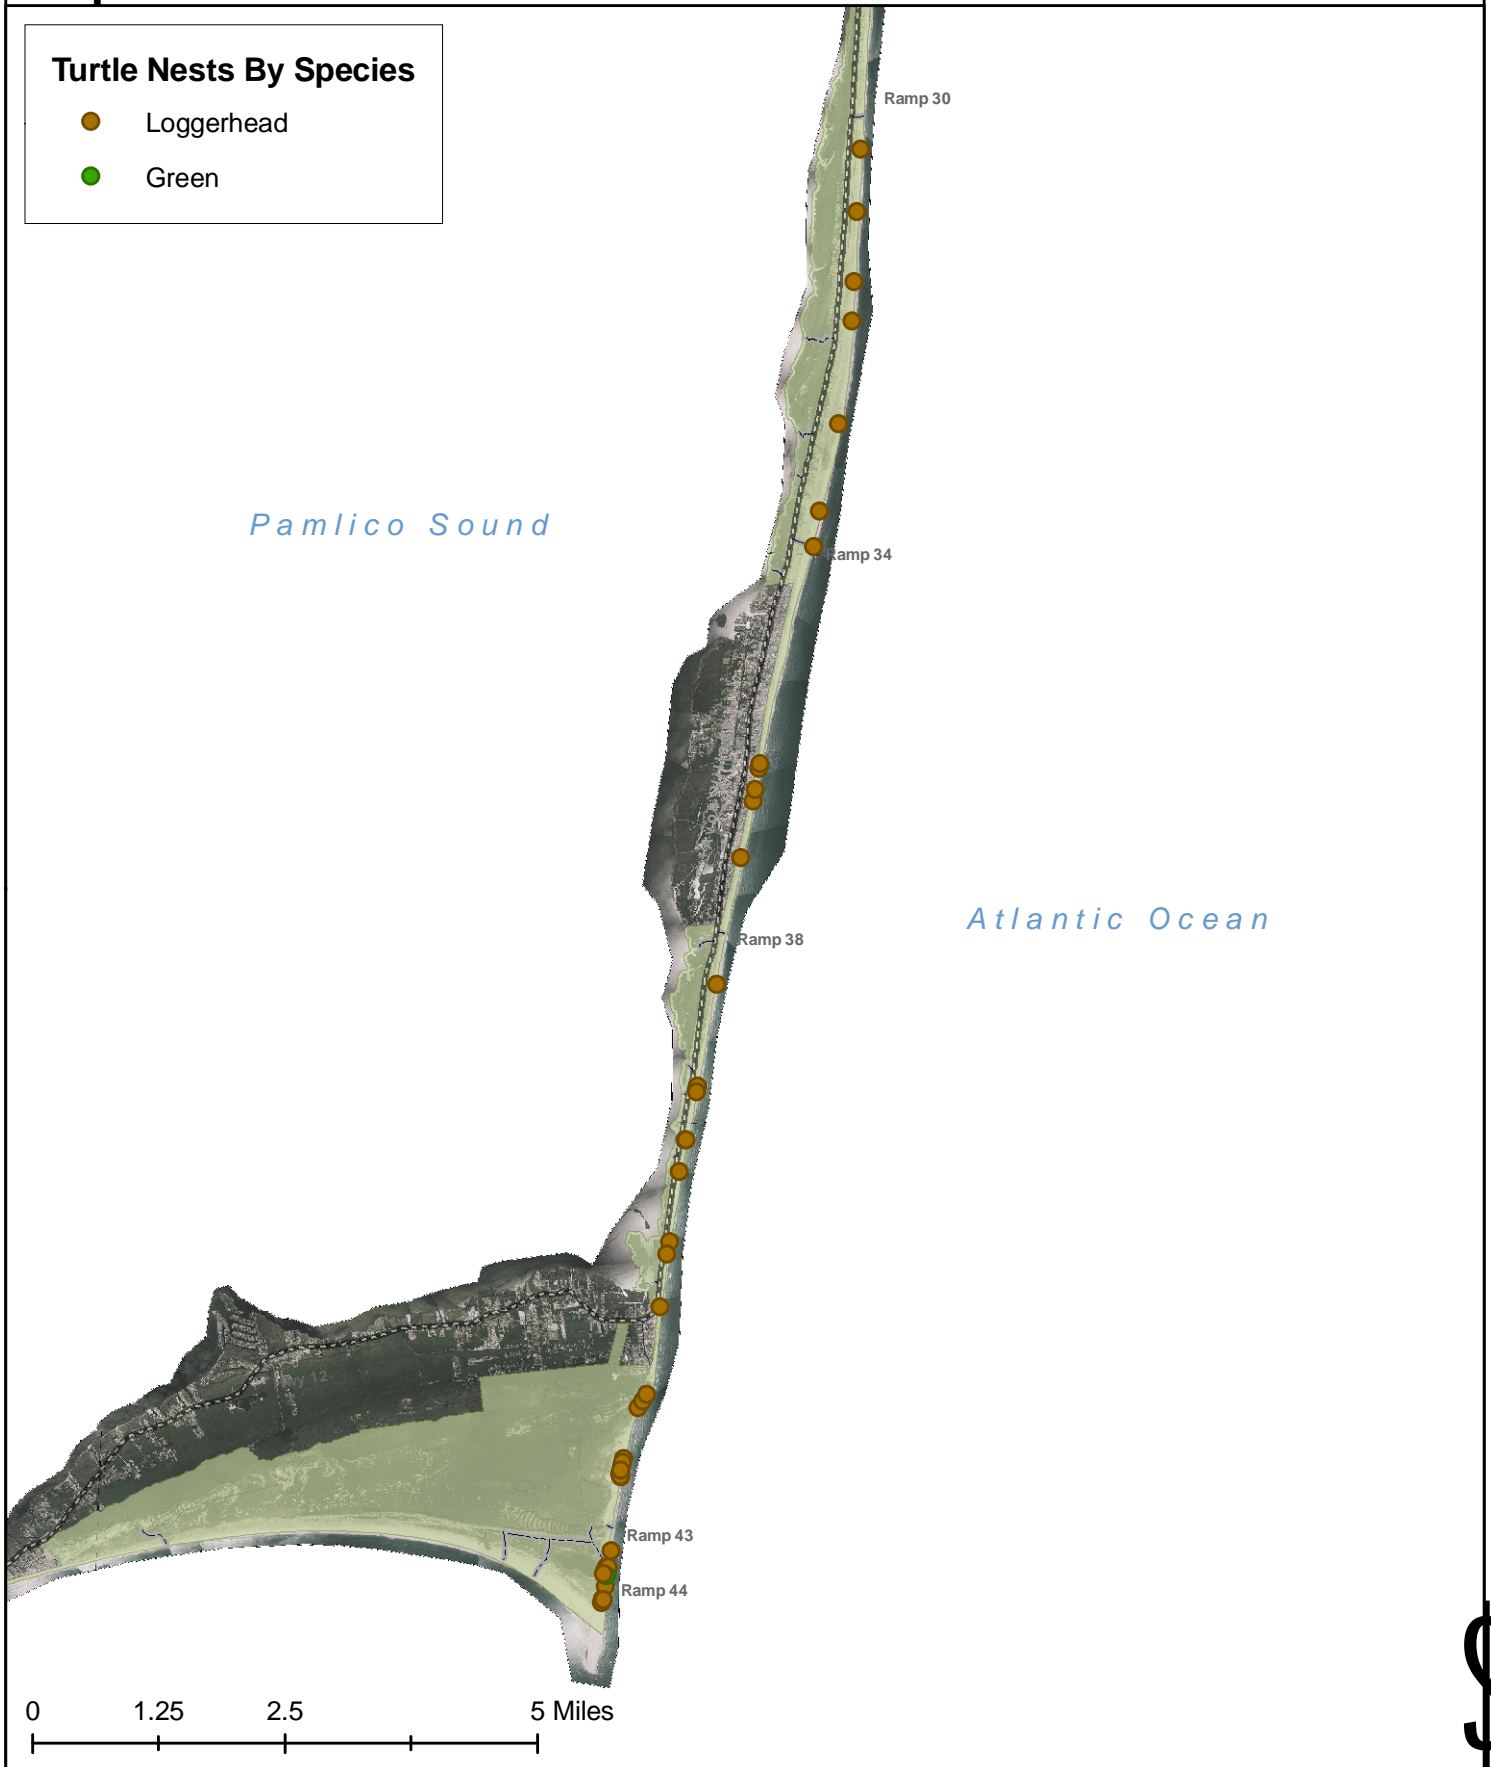 Turtle Nests By Species
Loggerhead
Green
Ramp 30
Pamlico Sound
Ramp 34
Atlantic Ocean
Ramp 38
12
Ramp 43
Ramp 44
0 1.25 2.5 5 Miles